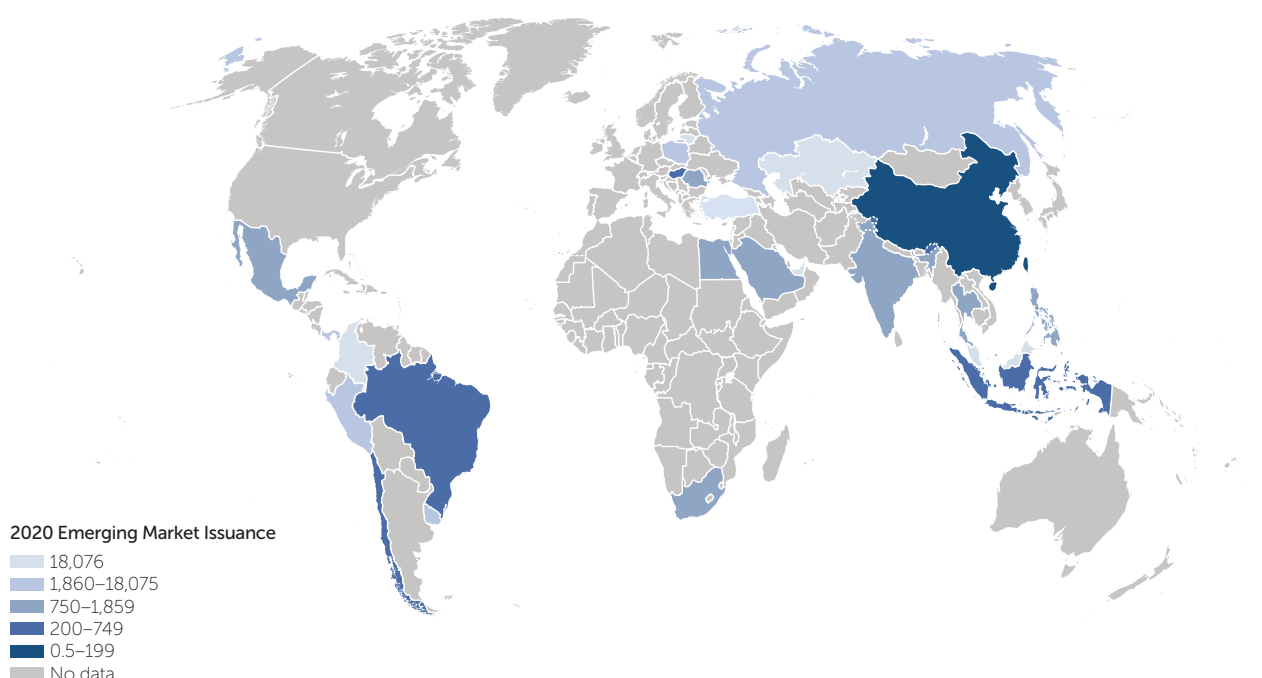 2020 Emerging Market Issuance
18,076
1,860–18,075
750–1,859
200–749
0.5–199
No data